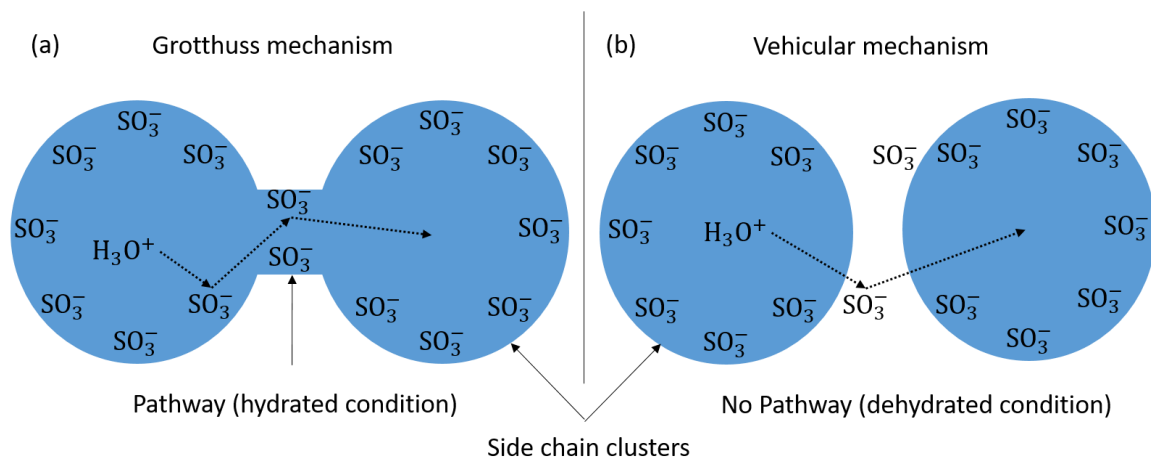 (a)
Grotthuss mechanism
SO₃⁻
SO₃⁻
SO₃⁻
SO₃⁻
H₃O⁺
SO₃⁻
SO₃⁻
SO₃⁻
SO₃⁻
SO₃⁻
SO₃⁻
SO₃⁻
SO₃⁻
SO₃⁻
SO₃⁻
SO₃⁻
SO₃⁻
SO₃⁻
Pathway (hydrated condition)
(b)
Vehicular mechanism
SO₃⁻
SO₃⁻
SO₃⁻
SO₃⁻
H₃O⁺
SO₃⁻
SO₃⁻
SO₃⁻
SO₃⁻
SO₃⁻
SO₃⁻
SO₃⁻
SO₃⁻
SO₃⁻
SO₃⁻
SO₃⁻
SO₃⁻
No Pathway (dehydrated condition)
Side chain clusters